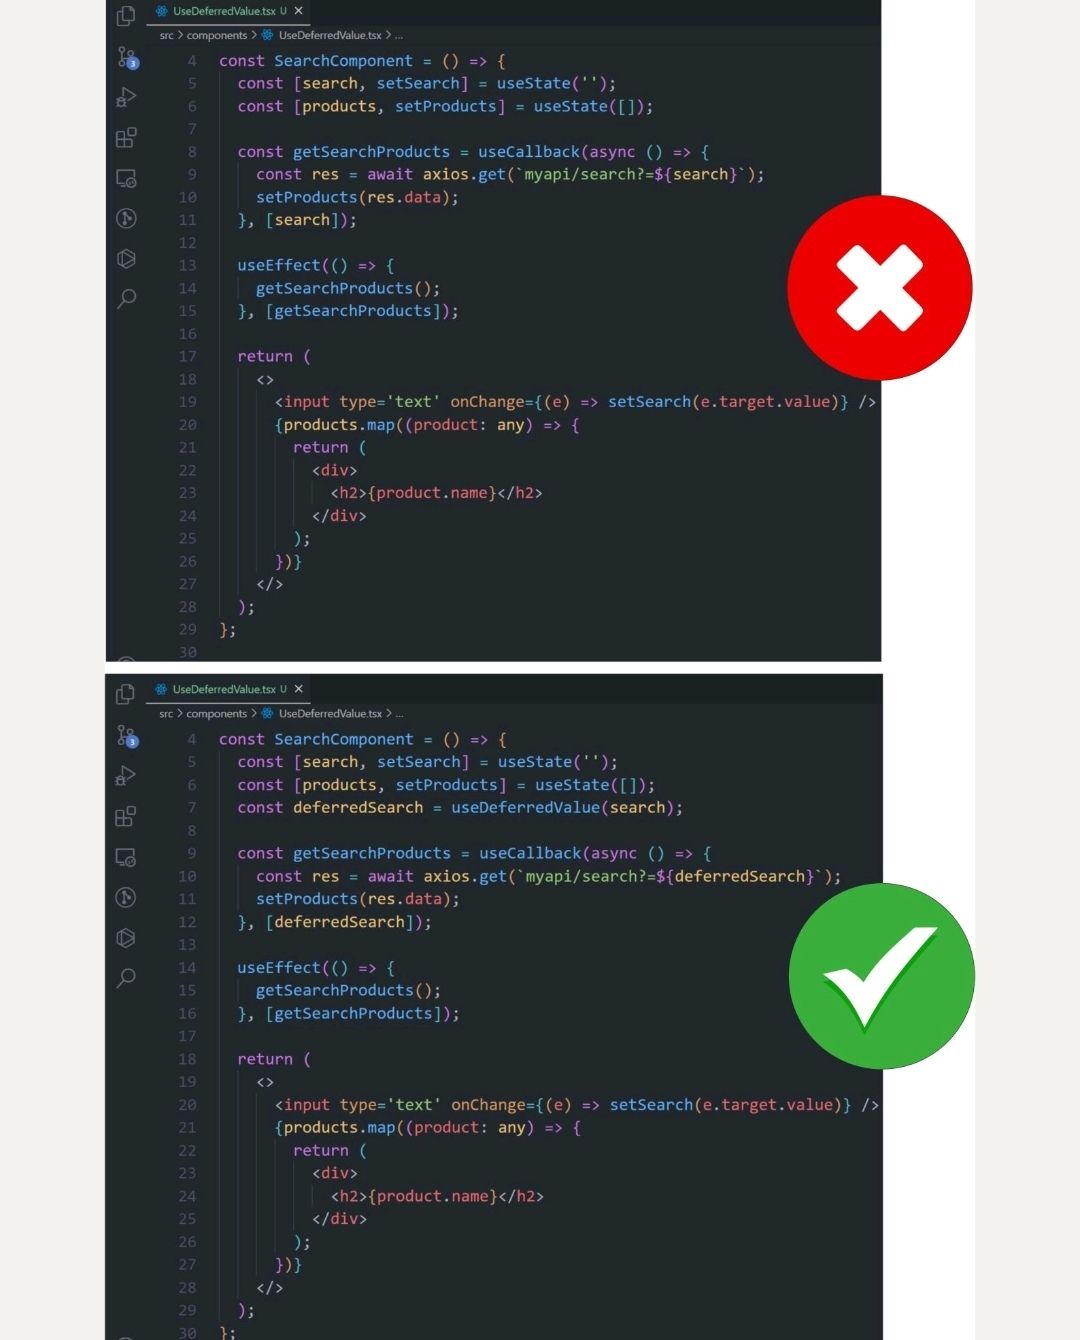 UseDeferredValue.tsx U ×
src > components > UseDeferredValue.tsx > ...
3
4 const SearchComponent = () => {
5 const [search, setSearch] = useState('');
6 const [products, setProducts] = useState([]);
7
8 const getSearchProducts = useCallback(async () => {
9 const res = await axios.get(`myapi/search?=${search}`);
10 setProducts(res.data);
11 }, [search]);
12
13 useEffect(() => {
14 getSearchProducts();
15 }, [getSearchProducts]);
16
17 return (
18 <>
19 <input type='text' onChange={(e) => setSearch(e.target.value)} />
20 {products.map((product: any) => {
21 return (
22 <div>
23 <h2>{product.name}</h2>
24 </div>
25 );
26 })}
27 </>
28 );
29 };
30
UseDeferredValue.tsx U ×
src > components > UseDeferredValue.tsx > ...
3
4 const SearchComponent = () => {
5 const [search, setSearch] = useState('');
6 const [products, setProducts] = useState([]);
7 const deferredSearch = useDeferredValue(search);
8
9 const getSearchProducts = useCallback(async () => {
10 const res = await axios.get(`myapi/search?=${deferredSearch}`);
11 setProducts(res.data);
12 }, [deferredSearch]);
13
14 useEffect(() => {
15 getSearchProducts();
16 }, [getSearchProducts]);
17
18 return (
19 <>
20 <input type='text' onChange={(e) => setSearch(e.target.value)} />
21 {products.map((product: any) => {
22 return (
23 <div>
24 <h2>{product.name}</h2>
25 </div>
26 );
27 })}
28 </>
29 );
30 };